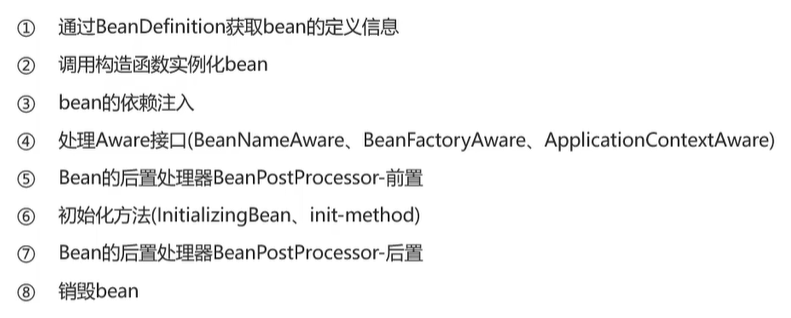 ① 通过BeanDefinition获取bean的定义信息
② 调用构造函数实例化bean
③ bean的依赖注入
④ 处理Aware接口(BeanNameAware、BeanFactoryAware、ApplicationContextAware)
⑤ Bean的后置处理器BeanPostProcessor-前置
⑥ 初始化方法(InitializingBean、init-method)
⑦ Bean的后置处理器BeanPostProcessor-后置
⑧ 销毁bean